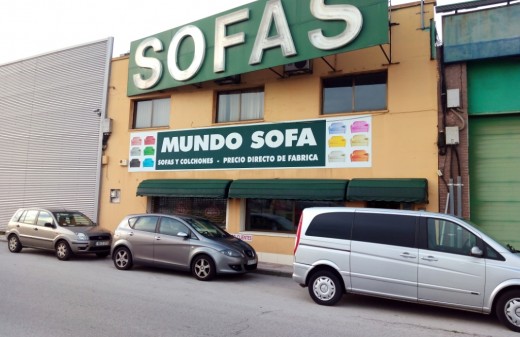 SOFAS
MUNDO SOFA
SOFAS Y COLCHONES - PRECIO DIRECTO DE FABRICA